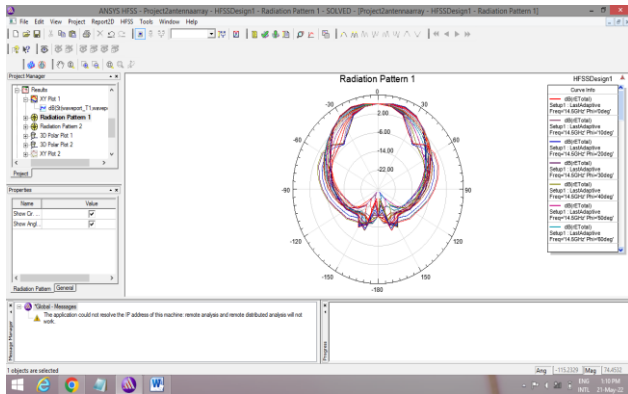 ANSYS HFSS - Project2antennaarray - HFSSDesign1 - Radiation Pattern 1 - SOLVED - [Project2antennaarray - HFSSDesign1 - Radiation Pattern 1]
File Edit View Project Report2D HFSS Tools Window Help
Project Manager
Results
XY Plot 1
Radiation Pattern 1
Radiation Pattern 2
3D Polar Plot 1
3D Polar Plot 2
XY Plot 2
Project
Properties
Name Value
Show Gr...
Show Angl...
Radiation Pattern General
Radiation Pattern 1
HFSSDesign1
0
-30 30
-60 60
-90 90
-120 120
-150 150
-180
-2.00
-6.00
-14.00
-22.00
Curve Info
dB(rETotal)
Setup1 : LastAdaptive
Freq='14.5GHz' Phi='0deg'
dB(rETotal)
Setup1 : LastAdaptive
Freq='14.5GHz' Phi='10deg'
dB(rETotal)
Setup1 : LastAdaptive
Freq='14.5GHz' Phi='20deg'
dB(rETotal)
Setup1 : LastAdaptive
Freq='14.5GHz' Phi='30deg'
dB(rETotal)
Setup1 : LastAdaptive
Freq='14.5GHz' Phi='40deg'
dB(rETotal)
Setup1 : LastAdaptive
Freq='14.5GHz' Phi='50deg'
dB(rETotal)
Setup1 : LastAdaptive
Freq='14.5GHz' Phi='60deg'
Message Manager
*Global - Messages
The application could not resolve the IP address of this machine: remote analysis and remote distributed analysis will not
work.
Progress
1 objects are selected
Ang -115.2329 Mag 74.4532
ENG 1:10 PM
INTL 21-May-22